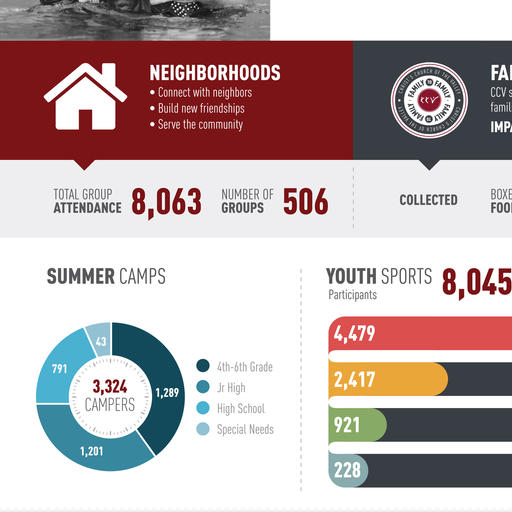 NEIGHBORHOODS
• Connect with neighbors
• Build new friendships
• Serve the community
CHRIST'S CHURCH OF THE VALLEY
FAMILY TO FAMILY
CCV
FA
CCV s
famil
IMPA
TOTAL GROUP
ATTENDANCE
8,063
NUMBER OF
GROUPS
506
COLLECTED
BOXE
FOO
SUMMER CAMPS
43
791
1,289
1,201
3,324
CAMPERS
4th-6th Grade
Jr High
High School
Special Needs
YOUTH SPORTS
Participants
8,045
4,479
2,417
921
228